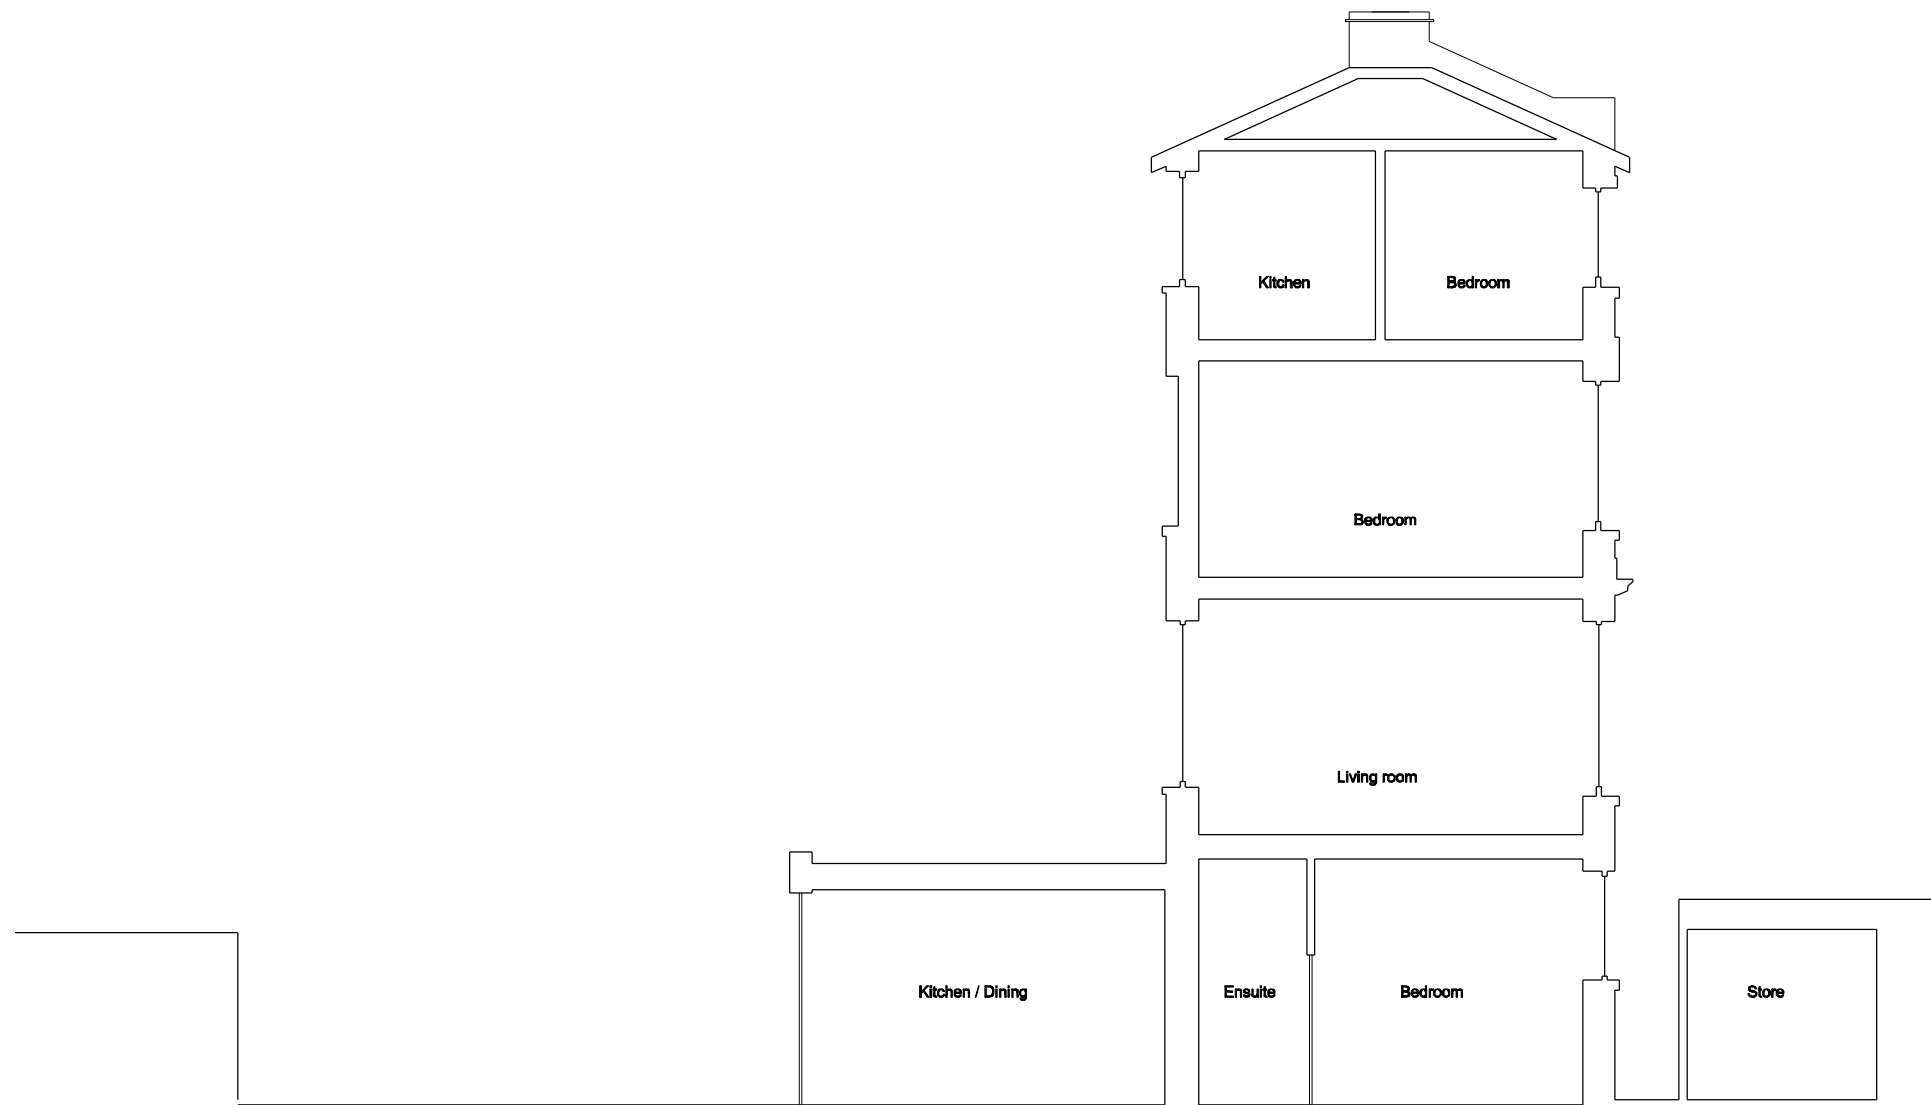 Kitchen
Bedroom
Bedroom
Living room
Kitchen / Dining
Ensuite
Bedroom
Store